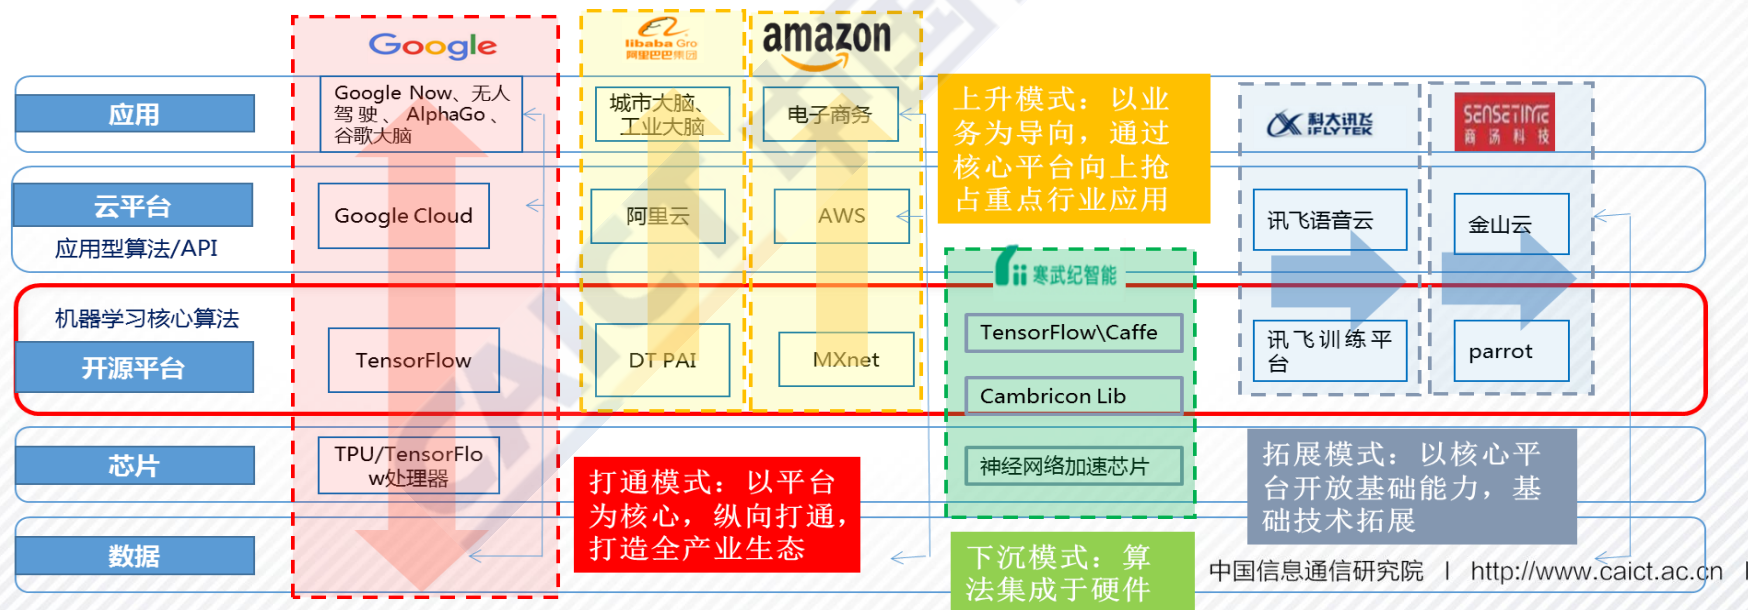 Google
libaba Gro
阿里巴巴集团
amazon
应用
Google Now、无人
驾驶、AlphaGo、
谷歌大脑
城市大脑、
工业大脑
电子商务
上升模式：以业
务为导向，通过
核心平台向上抢
占重点行业应用
科大讯飞
iFLYTEK
SENSETIME
商汤科技
云平台
应用型算法/API
Google Cloud
阿里云
AWS
讯飞语音云
金山云
寒武纪智能
机器学习核心算法
开源平台
TensorFlow
DT PAI
MXnet
TensorFlow\Caffe
Cambricon Lib
讯飞训练平
台
parrot
芯片
TPU/TensorFlo
w处理器
神经网络加速芯片
打通模式：以平台
为核心，纵向打通，
打造全产业生态
拓展模式：以核心平
台开放基础能力，基
础技术拓展
数据
下沉模式：算
法集成于硬件
中国信息通信研究院 I http://www.caict.ac.cn I
CAICT 中国